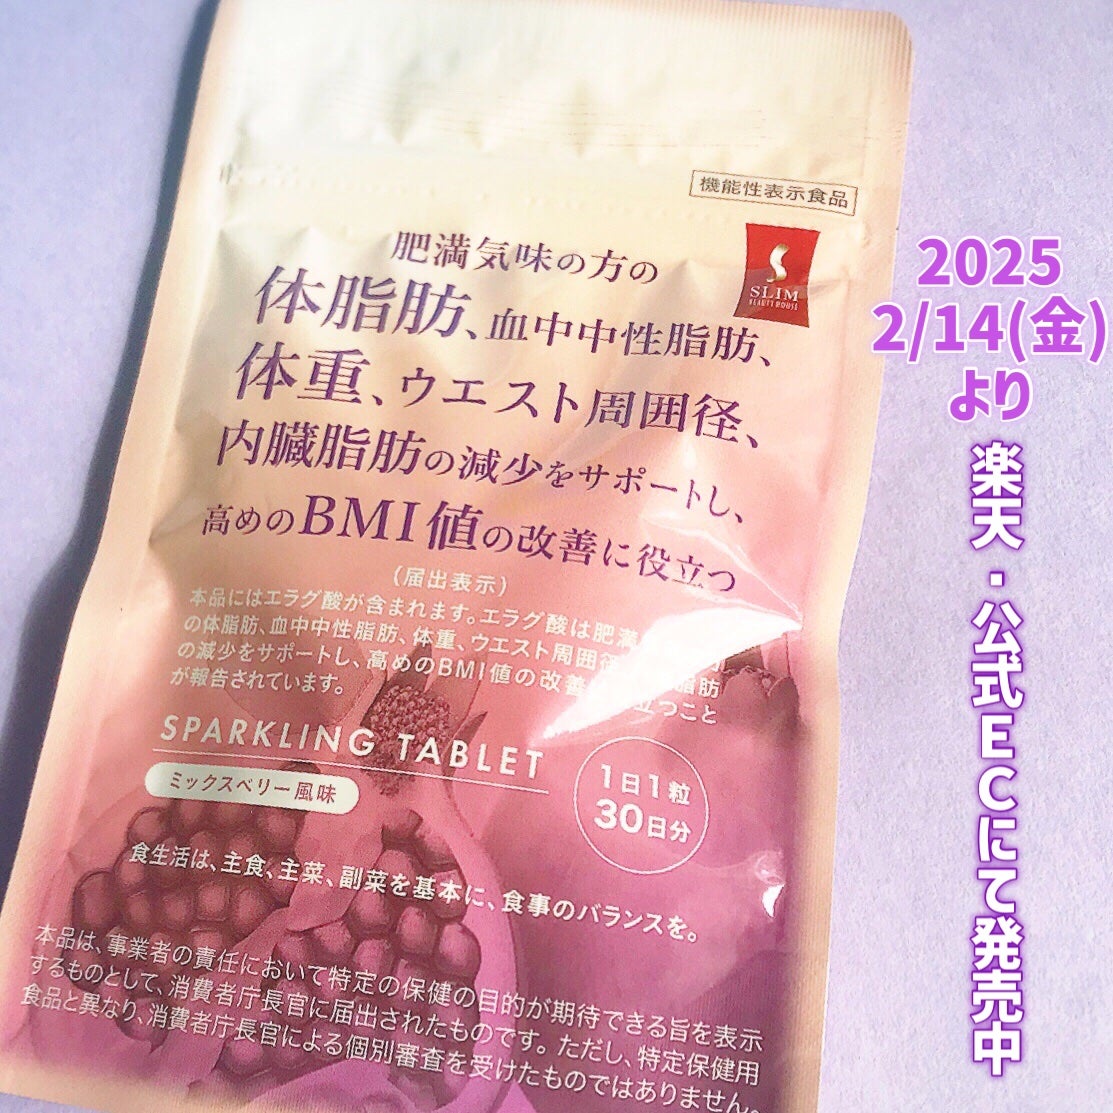 機能性表示食品
SLIM
BEAUTY HOUSE
肥満気味の方の
体脂肪、血中中性脂肪、
体重、ウエスト周囲径、
内臓脂肪の減少をサポートし、
高めのBMI値の改善に役立つ
(届出表示)
本品にはエラグ酸が含まれます。エラグ酸は肥満
の体脂肪、血中中性脂肪、体重、ウエスト周囲径 脂肪
の減少をサポートし、高めのBMI値の改善 立つこと
が報告されています。
SPARKLING TABLET
ミックスベリー風味
1日1粒
30日分
食生活は、主食、主菜、副菜を基本に、食事のバランスを。
本品は、事業者の責任において特定の保健の目的が期待できる旨を表示
するものとして、消費者庁長官に届出されたものです。ただし、特定保健用
食品と異なり、消費者庁長官による個別審査を受けたものではありません。
2025
2/14(金)
より
楽天・公式ECにて発売中